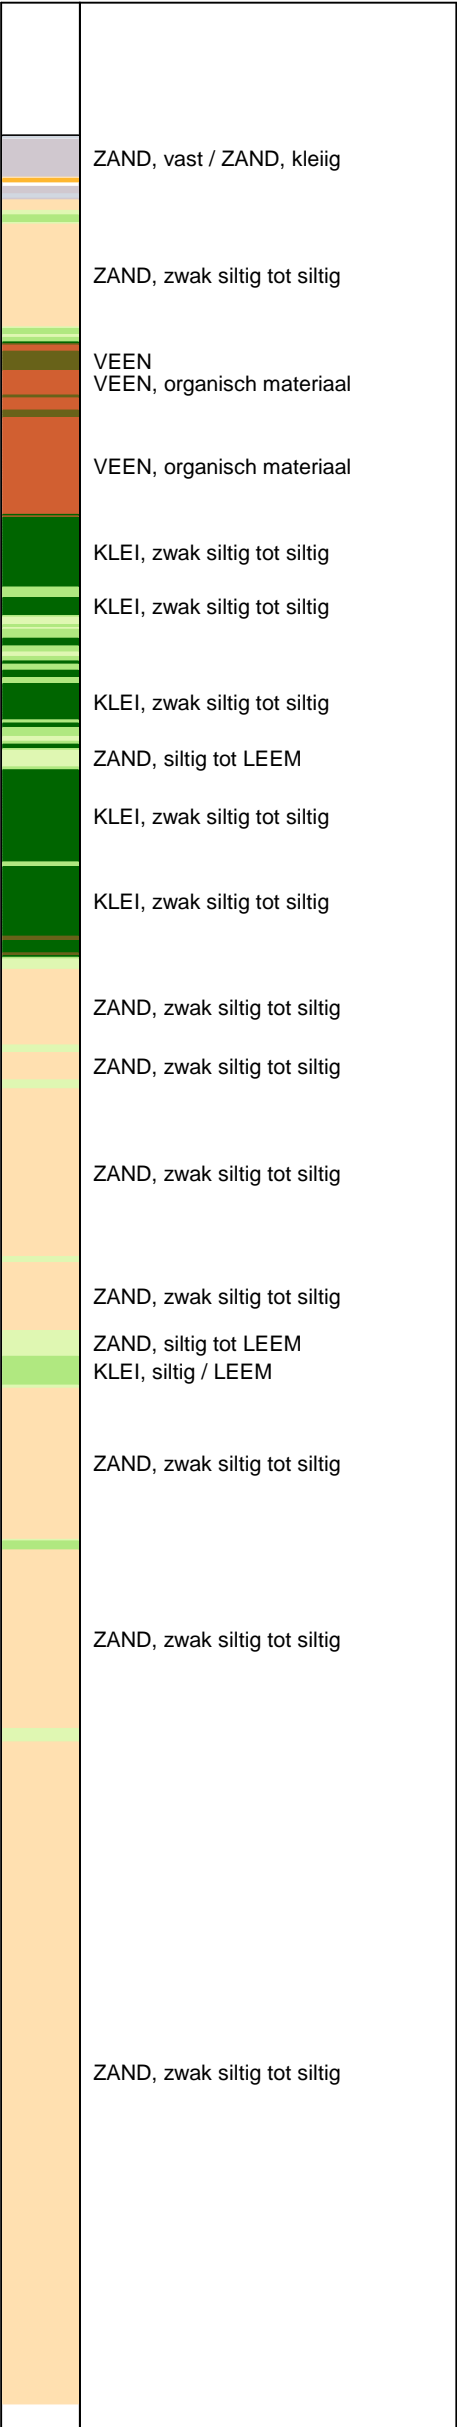 ZAND, vast / ZAND, kleiig
ZAND, zwak siltig tot siltig
VEEN
VEEN, organisch materiaal
VEEN, organisch materiaal
KLEI, zwak siltig tot siltig
KLEI, zwak siltig tot siltig
KLEI, zwak siltig tot siltig
ZAND, siltig tot LEEM
KLEI, zwak siltig tot siltig
KLEI, zwak siltig tot siltig
ZAND, zwak siltig tot siltig
ZAND, zwak siltig tot siltig
ZAND, zwak siltig tot siltig
ZAND, zwak siltig tot siltig
ZAND, siltig tot LEEM
KLEI, siltig / LEEM
ZAND, zwak siltig tot siltig
ZAND, zwak siltig tot siltig
ZAND, zwak siltig tot siltig